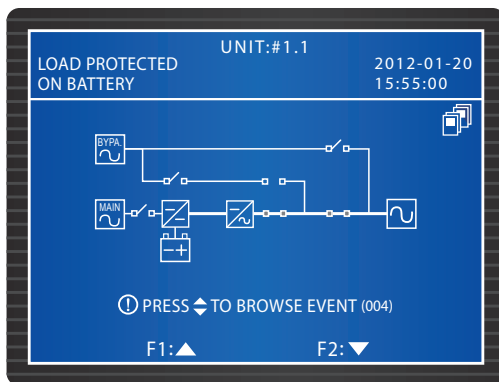 UNIT:#1.1
LOAD PROTECTED
ON BATTERY
2012-01-20
15:55:00
BYPA.
MAIN
! PRESS TO BROWSE EVENT (004)
F1: F2: